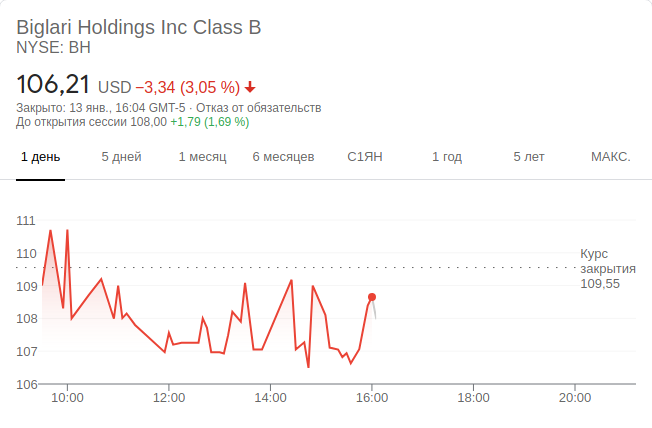 Biglari Holdings Inc Class B
NYSE: BH
106,21 USD −3,34 (3,05 %)
Закрыто: 13 янв., 16:04 GMT-5 · Отказ от обязательств
До открытия сессии 108,00 +1,79 (1,69 %)
1 день 5 дней 1 месяц 6 месяцев С1ЯН 1 год 5 лет МАКС.
111
110
109
108
107
106
Курс
закрытия
109,55
10:00 12:00 14:00 16:00 18:00 20:00